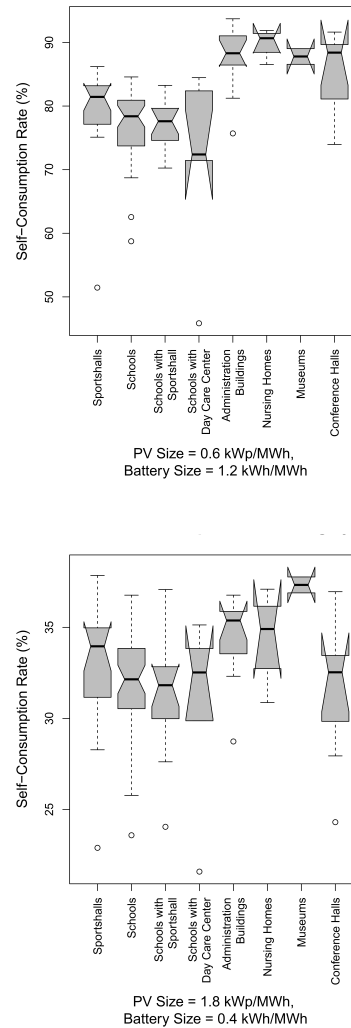 Self−Consumption Rate (%)
90
80
70
60
50
Sportshalls
Schools
Schools with
Sportshall
Schools with
Day Care Center
Administration
Buildings
Nursing Homes
Museums
Conference Halls
PV Size = 0.6 kWp/MWh,
Battery Size = 1.2 kWh/MWh
Self−Consumption Rate (%)
35
30
25
Sportshalls
Schools
Schools with
Sportshall
Schools with
Day Care Center
Administration
Buildings
Nursing Homes
Museums
Conference Halls
PV Size = 1.8 kWp/MWh,
Battery Size = 0.4 kWh/MWh